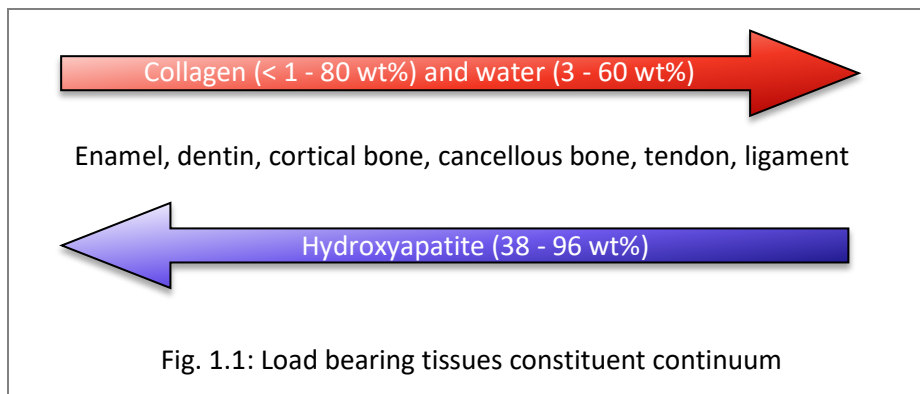 Collagen (< 1 - 80 wt%) and water (3 - 60 wt%)
Enamel, dentin, cortical bone, cancellous bone, tendon, ligament
Hydroxyapatite (38 - 96 wt%)
Fig. 1.1: Load bearing tissues constituent continuum